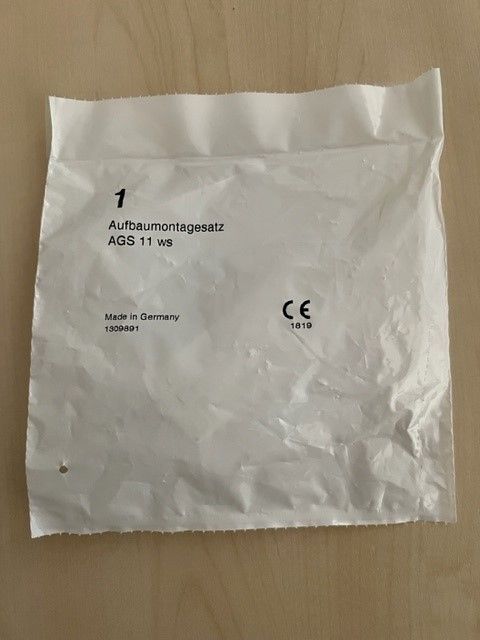 1
Aufbaumontagesatz
AGS 11 ws
Made in Germany
1309891
CE
1819